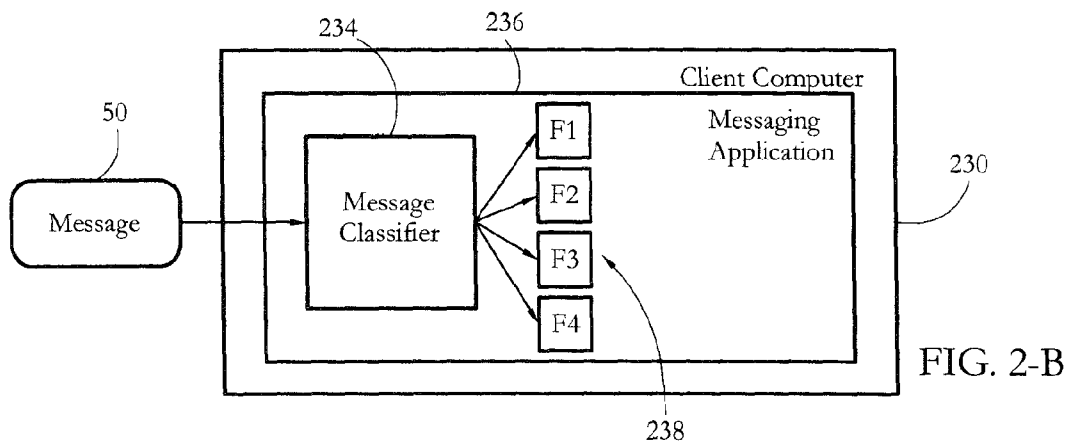 234
236
Client Computer
50
F1
Messaging
Application
230
Message
Message
Classifier
F2
F3
F4
FIG. 2-B
238